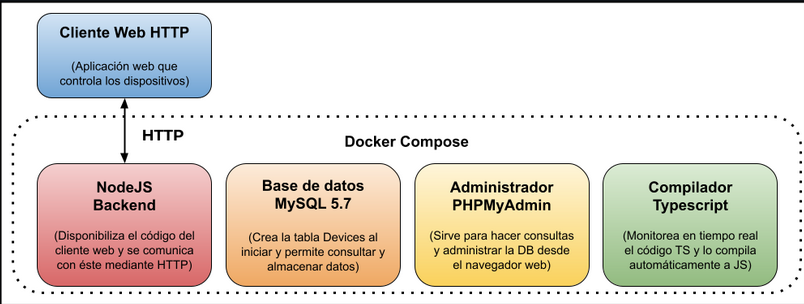 Cliente Web HTTP
(Aplicación web que
controla los dispositivos)
HTTP
Docker Compose
NodeJS
Backend
(Disponibiliza el código del
cliente web y se comunica
con éste mediante HTTP)
Base de datos
MySQL 5.7
(Crea la tabla Devices al
iniciar y permite consultar y
almacenar datos)
Administrador
PHPMyAdmin
(Sirve para hacer consultas
y administrar la DB desde
el navegador web)
Compilador
Typescript
(Monitorea en tiempo real
el código TS y lo compila
automáticamente a JS)